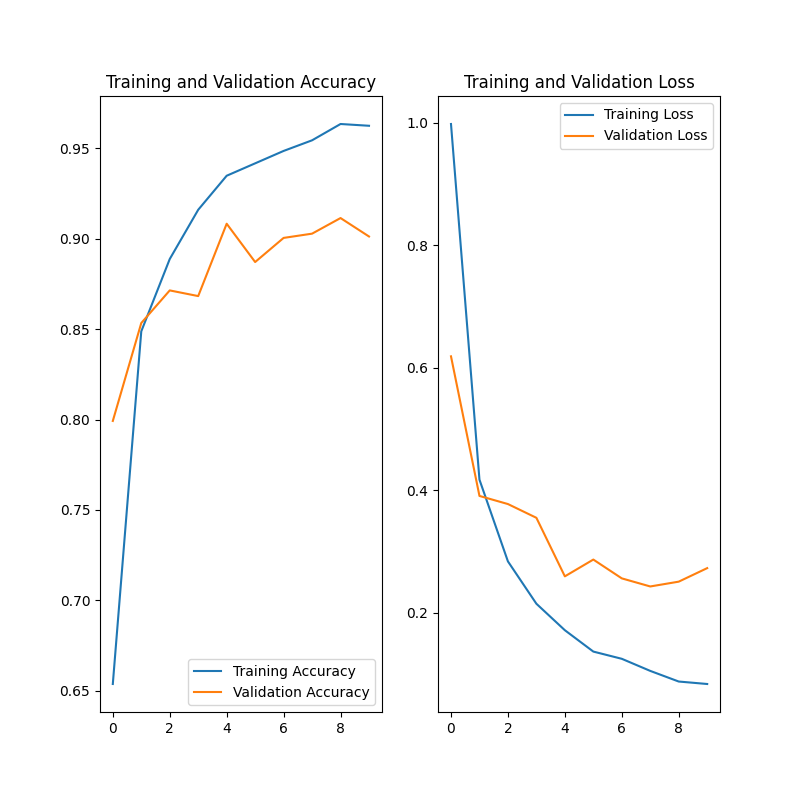 Training and Validation Accuracy
0.95
0.90
0.85
0.80
0.75
0.70
0.65
0 2 4 6 8
Training Accuracy
Validation Accuracy
Training and Validation Loss
1.0
0.8
0.6
0.4
0.2
0 2 4 6 8
Training Loss
Validation Loss